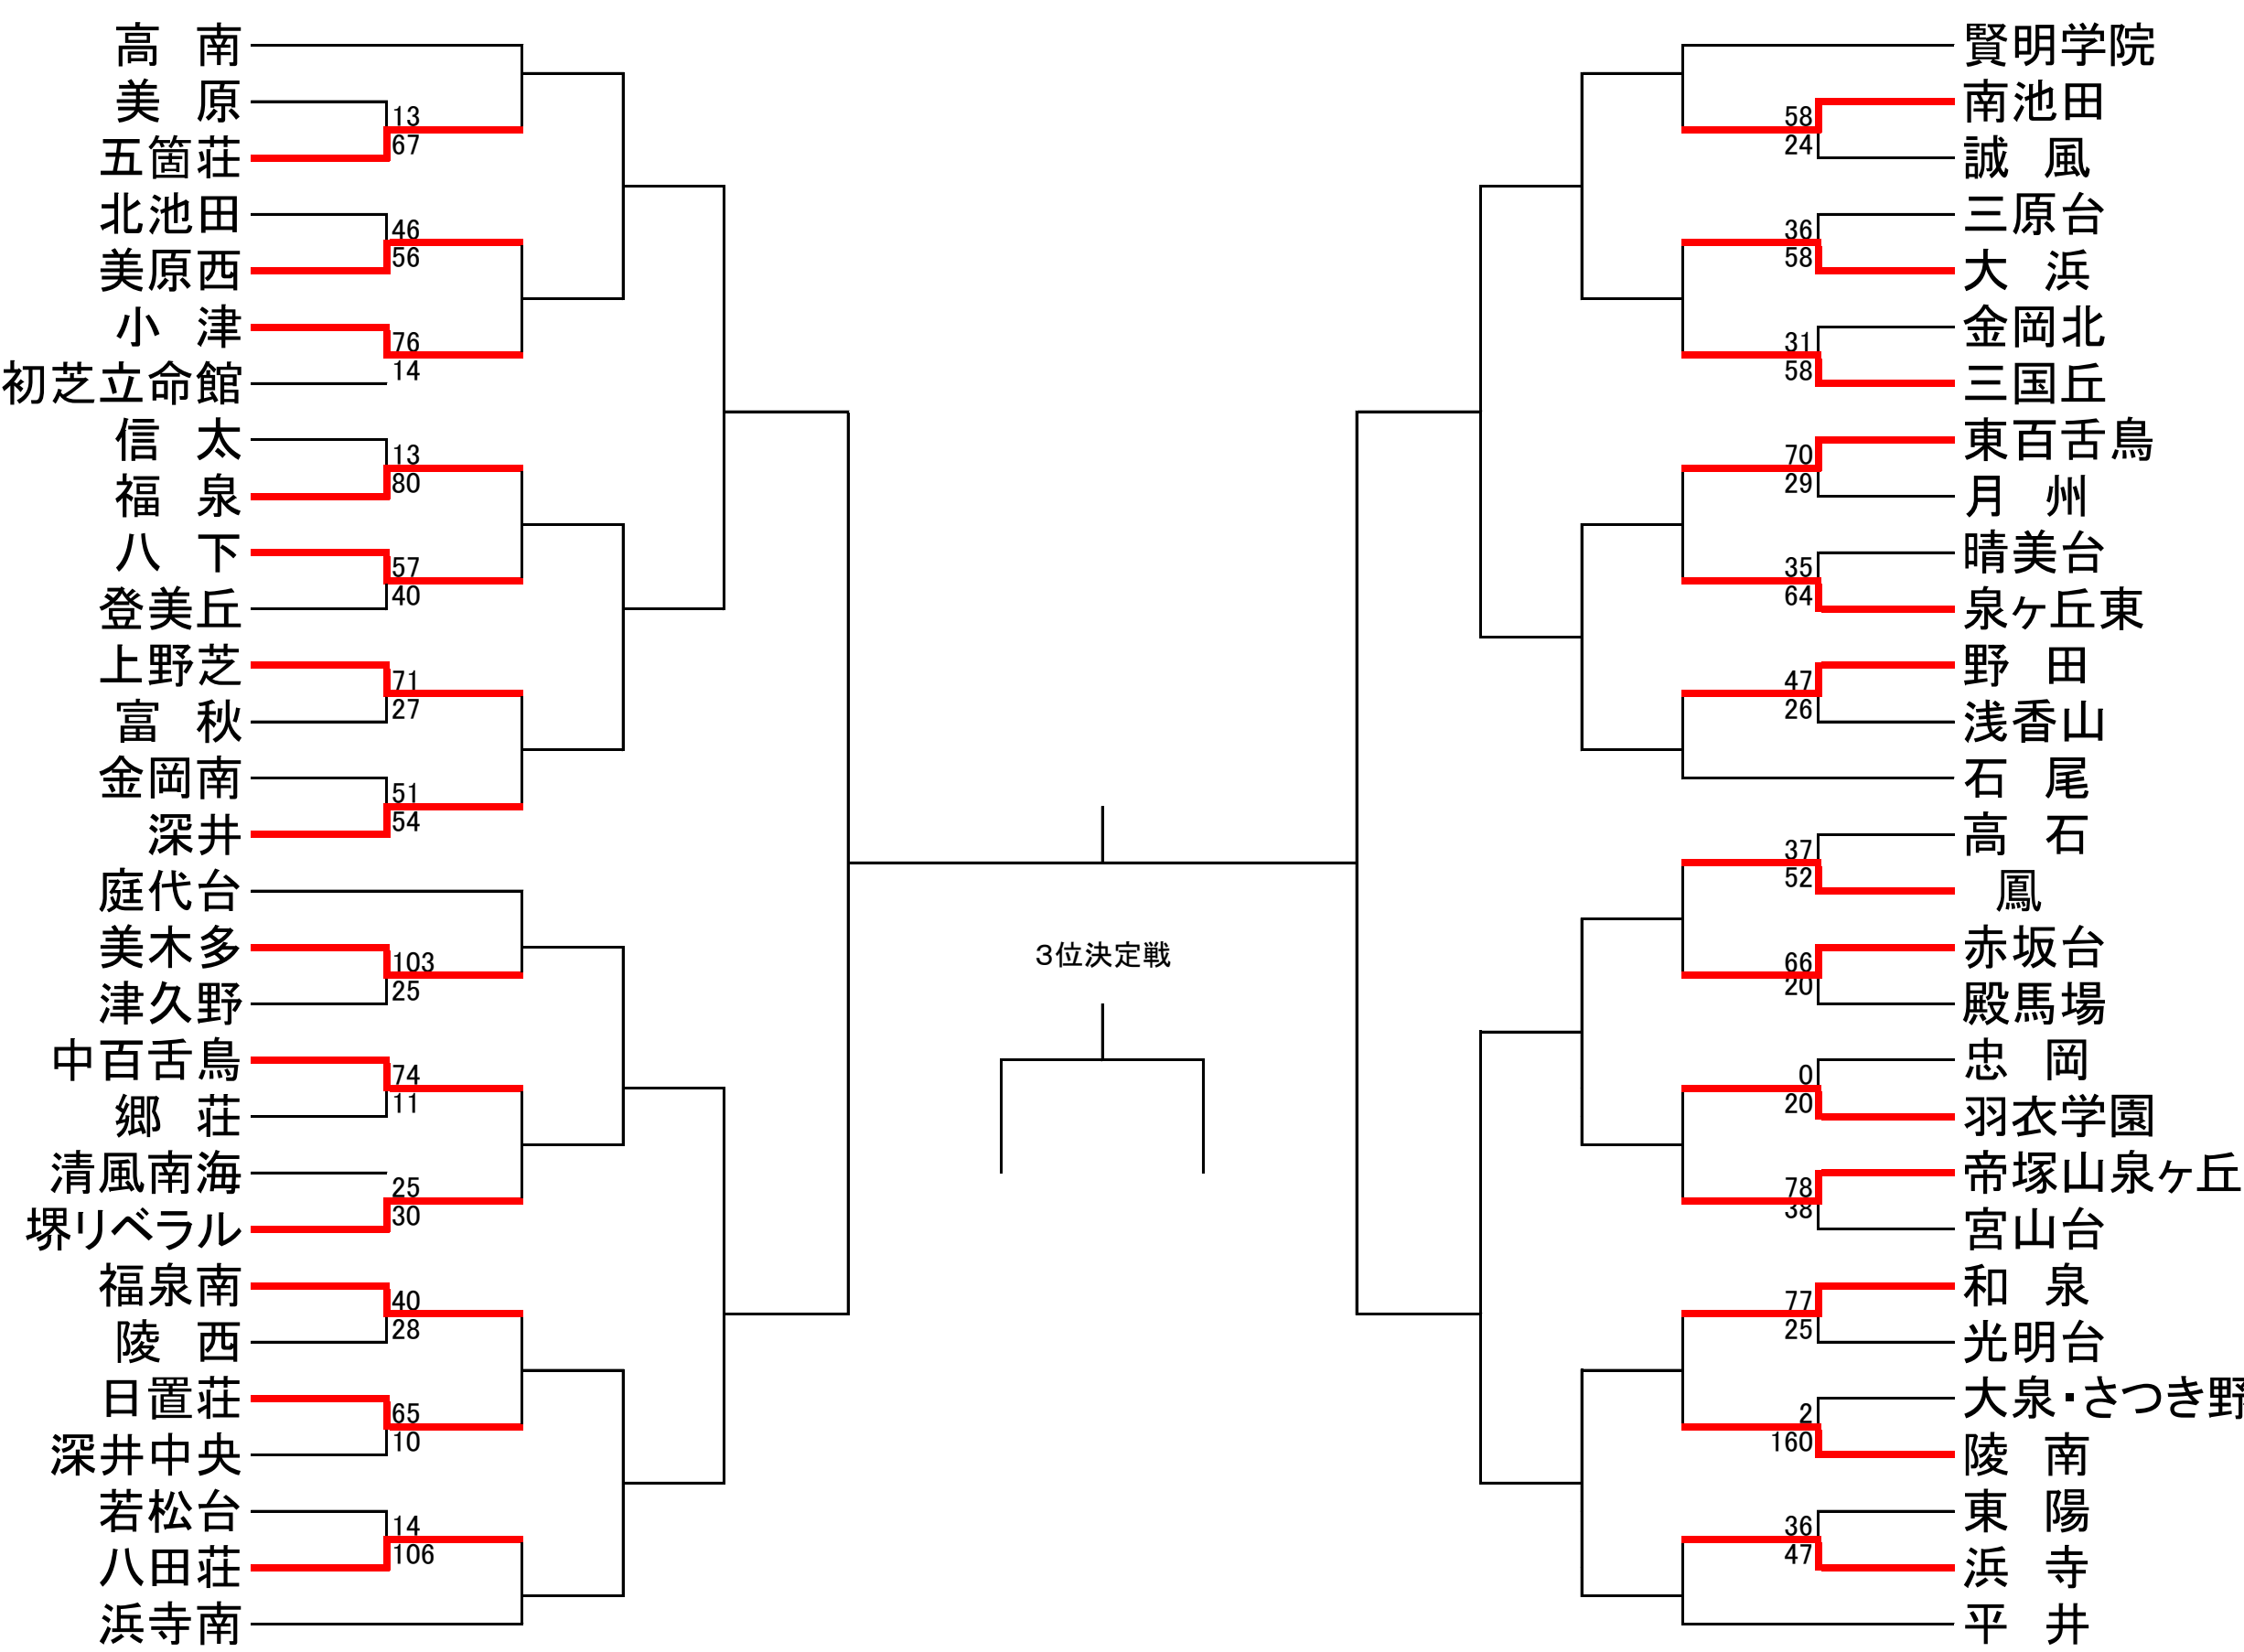 高　南
美　原
13
五箇荘
67
北池田
46
美原西
56
小　津
76
初芝立命館
14
信　太
13
福　泉
80
八　下
57
登美丘
40
上野芝
71
富　秋
27
金岡南
51
深井
54
庭代台
美木多
103
津久野
25
中百舌鳥
74
郷　荘
11
清風南海
25
堺リベラル
30
福泉南
40
陵　西
28
日置荘
65
深井中央
10
若松台
14
八田荘
106
浜寺南
3位決定戦
賢明学院
南池田
58
誠　風
24
三原台
36
大　浜
58
金岡北
31
三国丘
58
東百舌鳥
70
月　州
29
晴美台
35
泉ヶ丘東
64
野　田
47
浅香山
26
石　尾
高　石
37
鳳
52
赤坂台
66
殿馬場
20
忠　岡
0
羽衣学園
20
帝塚山泉ヶ丘
78
宮山台
38
和　泉
77
光明台
25
大泉・さつき野
2
陵　南
160
東　陽
36
浜　寺
47
平　井